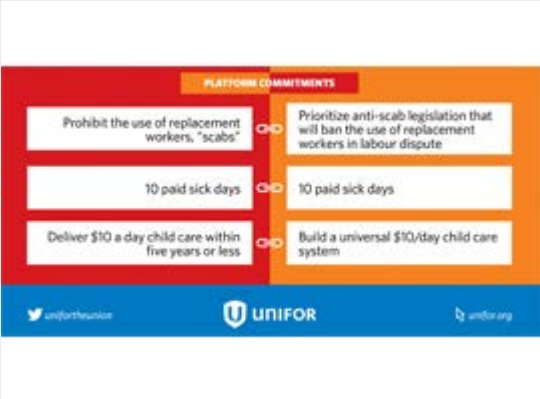 PLATFORM COMMITMENTS
Prohibit the use of replacement
workers, "scabs"
Prioritize anti-scab legislation that
will ban the use of replacement
workers in labour dispute
10 paid sick days
10 paid sick days
Deliver $10 a day child care within
five years or less
Build a universal $10/day child care
system
unifortheunion
UNIFOR
unifor.org